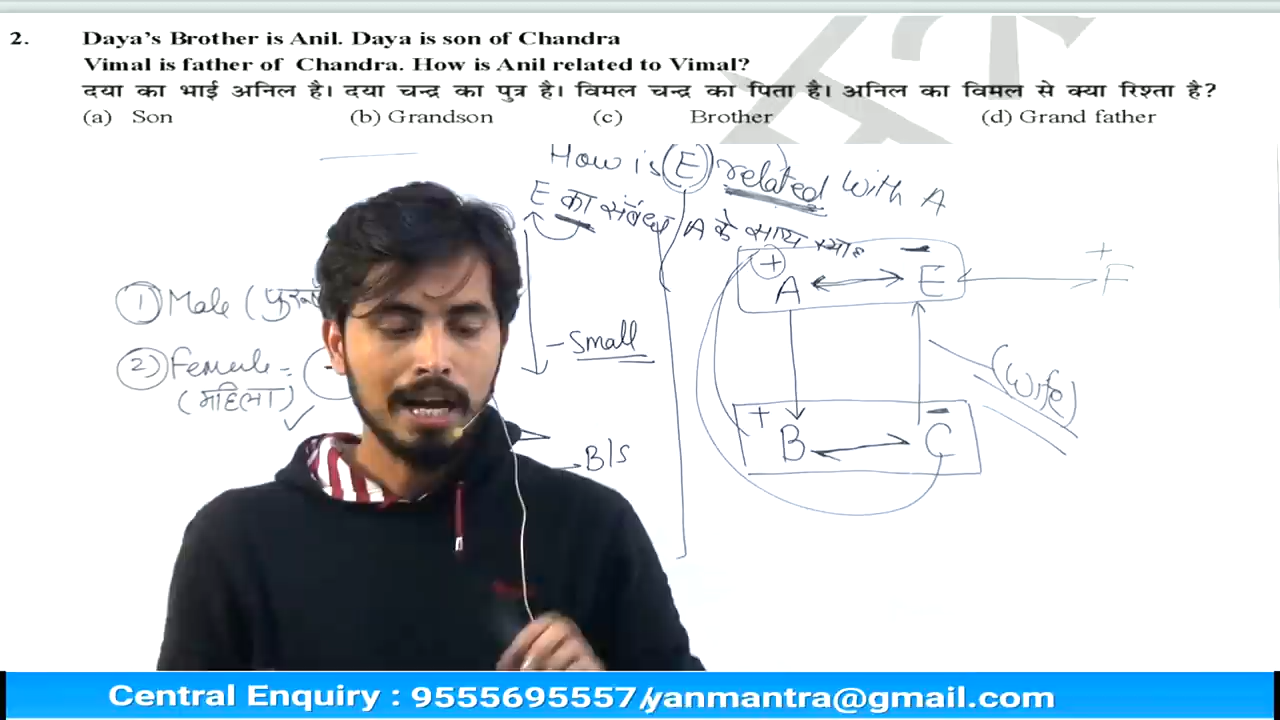 2. Daya's Brother is Anil. Daya is son of Chandra
Vimal is father of Chandra. How is Anil related to Vimal?
दया का भाई अनिल है। दया चन्द्र का पुत्र है। विमल चन्द्र का पिता है। अनिल का विमल से क्या रिश्ता है?
(a) Son (b) Grandson (c) Brother (d) Grand father
How is E related with A
E का संबंध A के साथ
+ A - E + F
1 Male (
Small
2) Female =
(महिला)
(Wife)
+ B - C
B/S
Central Enquiry : 9555695557/yanmantra@gmail.com